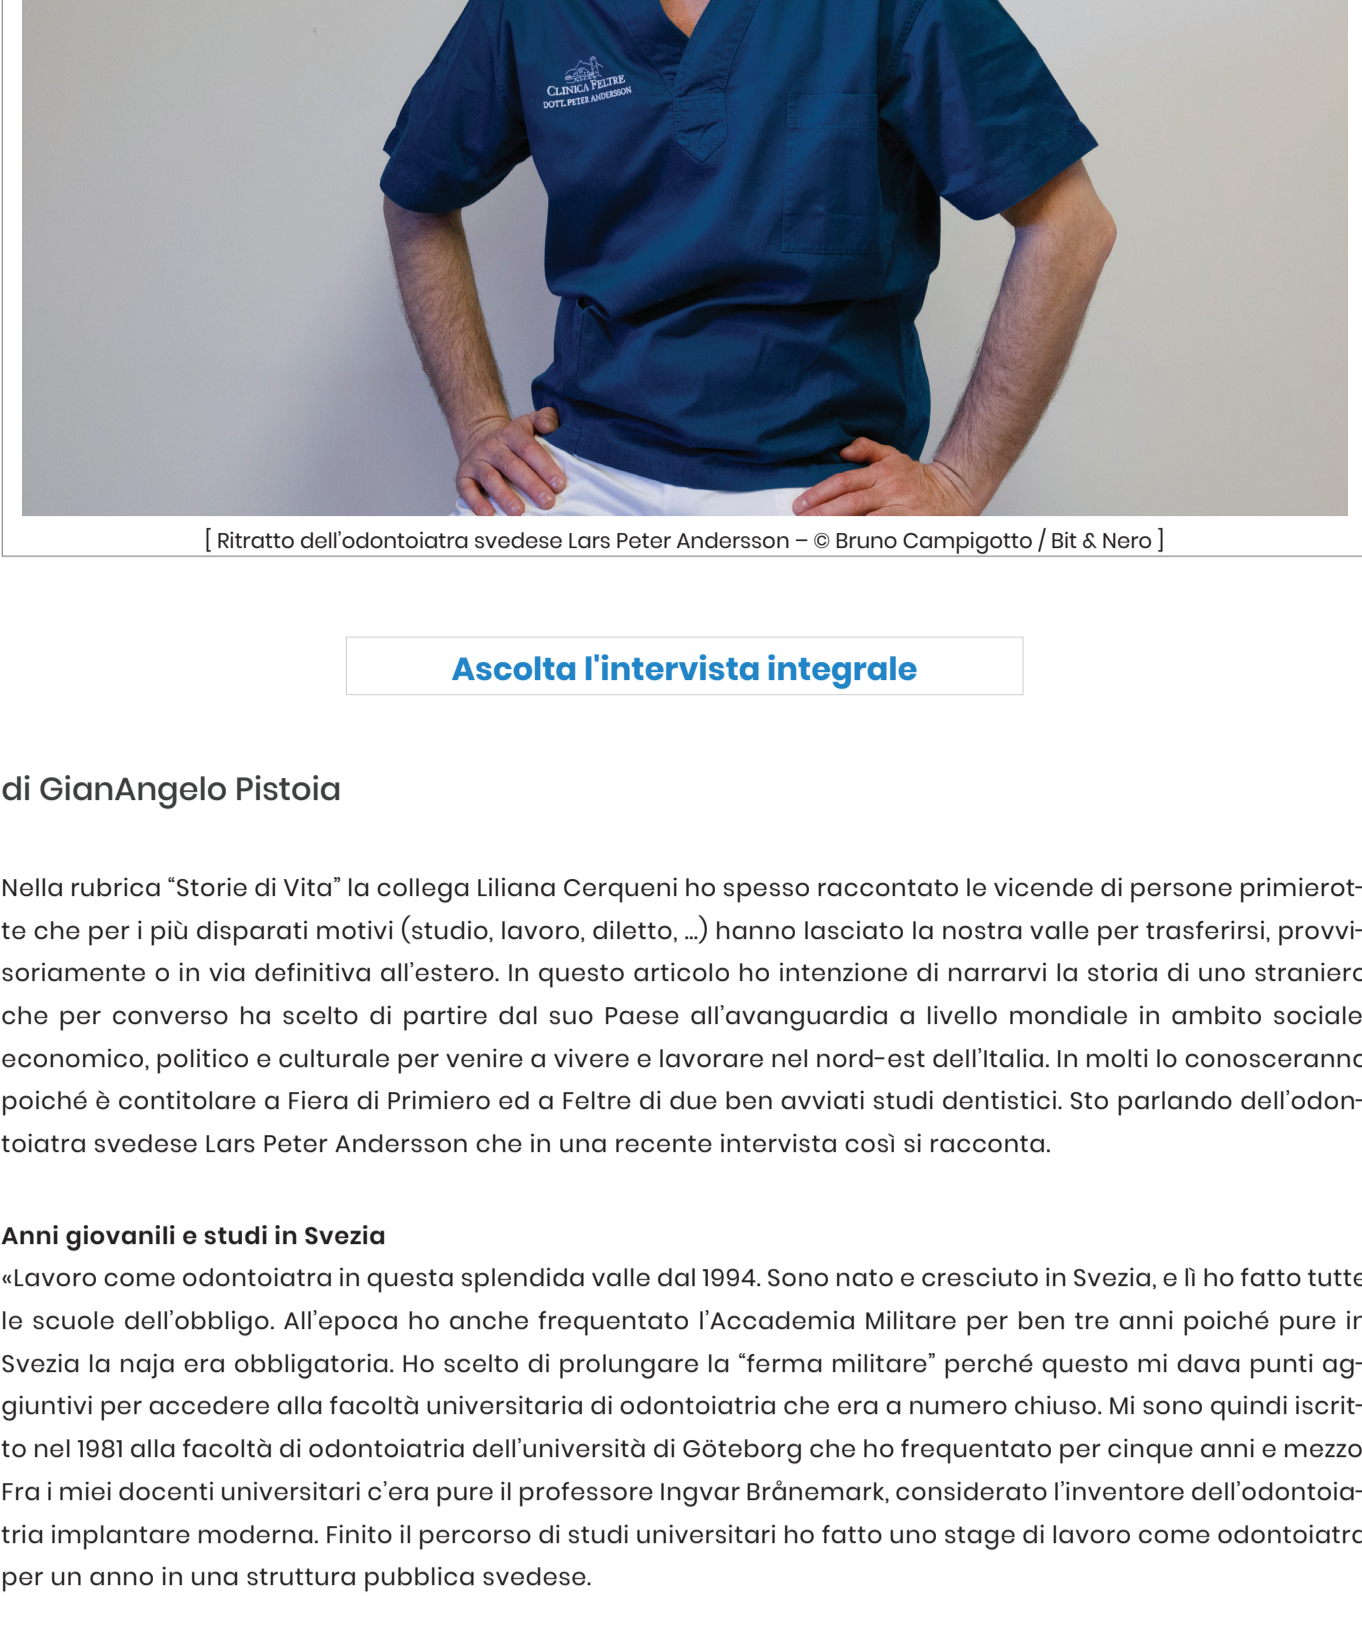 CLINICA FELTRE
DOTT. PETER ANDERSSON
[ Ritratto dell’odontoiatra svedese Lars Peter Andersson – © Bruno Campigotto / Bit & Nero ]
Ascolta l'intervista integrale
di GianAngelo Pistoia
Nella rubrica “Storie di Vita” la collega Liliana Cerqueni ho spesso raccontato le vicende di persone primierot-
te che per i più disparati motivi (studio, lavoro, diletto, …) hanno lasciato la nostra valle per trasferirsi, provvi-
soriamente o in via definitiva all’estero. In questo articolo ho intenzione di narrarvi la storia di uno straniero
che per converso ha scelto di partire dal suo Paese all’avanguardia a livello mondiale in ambito sociale
economico, politico e culturale per venire a vivere e lavorare nel nord-est dell’Italia. In molti lo conosceranno
poiché è contitolare a Fiera di Primiero ed a Feltre di due ben avviati studi dentistici. Sto parlando dell’odon-
toiatra svedese Lars Peter Andersson che in una recente intervista così si racconta.
Anni giovanili e studi in Svezia
«Lavoro come odontoiatra in questa splendida valle dal 1994. Sono nato e cresciuto in Svezia, e lì ho fatto tutte
le scuole dell’obbligo. All’epoca ho anche frequentato l’Accademia Militare per ben tre anni poiché pure in
Svezia la naja era obbligatoria. Ho scelto di prolungare la “ferma militare” perché questo mi dava punti ag-
giuntivi per accedere alla facoltà universitaria di odontoiatria che era a numero chiuso. Mi sono quindi iscrit-
to nel 1981 alla facoltà di odontoiatria dell’università di Göteborg che ho frequentato per cinque anni e mezzo
Fra i miei docenti universitari c’era pure il professore Ingvar Brånemark, considerato l’inventore dell’odontoia-
tria implantare moderna. Finito il percorso di studi universitari ho fatto uno stage di lavoro come odontoiatra
per un anno in una struttura pubblica svedese.